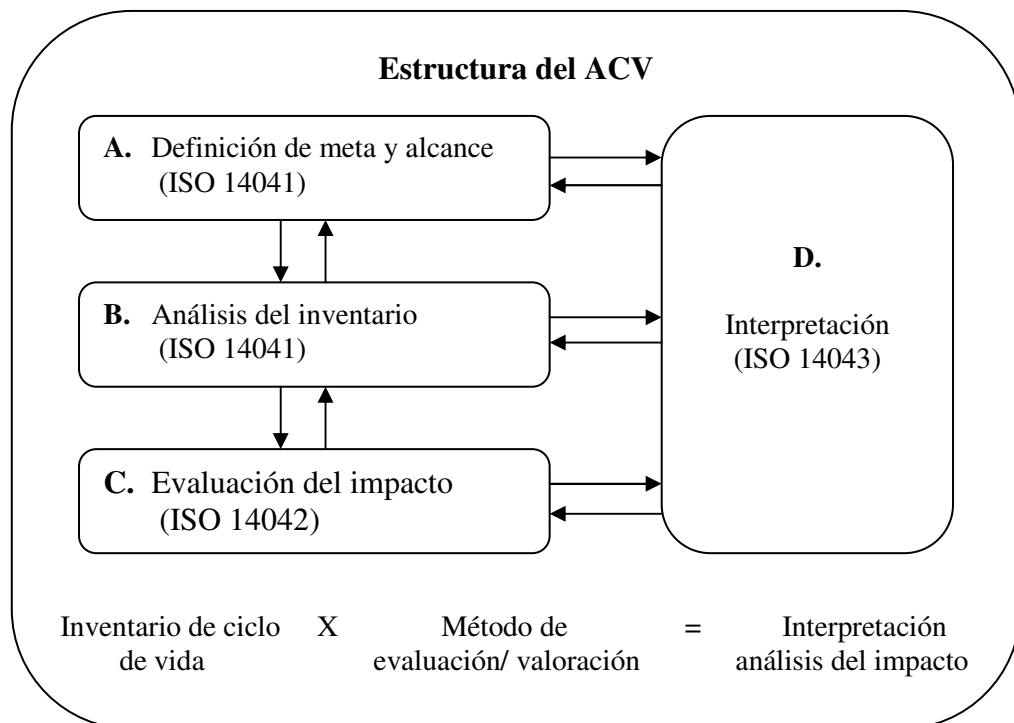 Estructura del ACV
A. Definición de meta y alcance
(ISO 14041)
B. Análisis del inventario
(ISO 14041)
C. Evaluación del impacto
(ISO 14042)
D.
Interpretación
(ISO 14043)
Inventario de ciclo X Método de = Interpretación
de vida evaluación/ valoración análisis del impacto